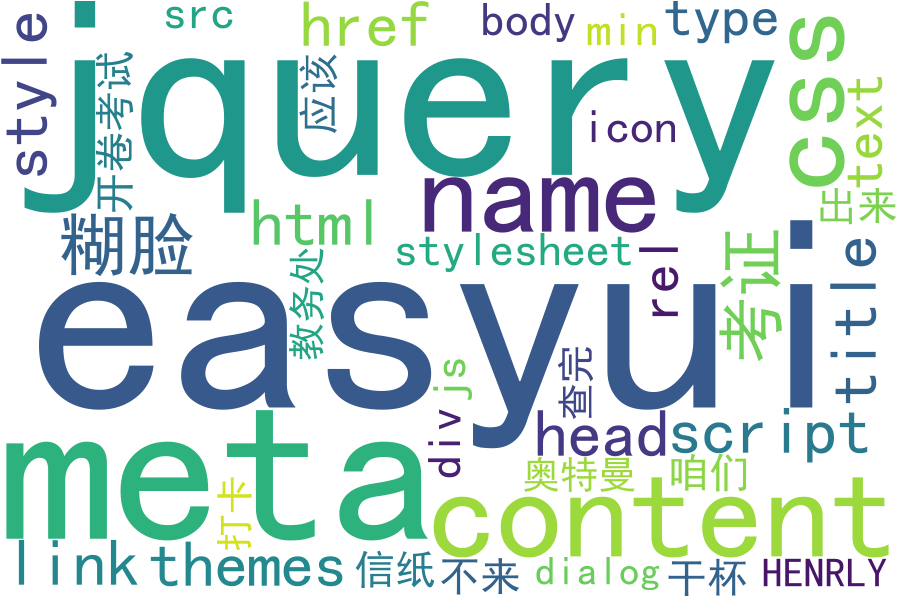 src
href
body
min
type
jquery
style
开卷考试
应该
icon
css
text
name
出来
糊脸
html
stylesheet
rel
考证
title
教务处
easyui
js
查完
div
head
script
meta
content
奥特曼
咱们
打卡
link
themes
信纸
不来
dialog
干杯
HENRLY